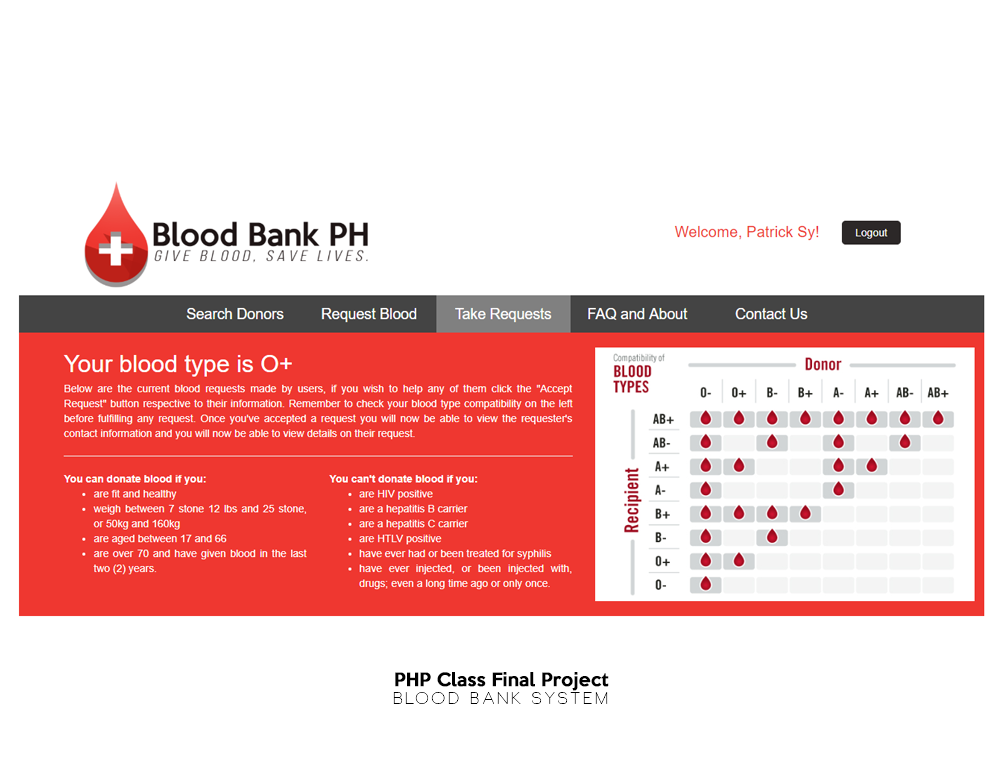 Blood Bank PH
GIVE BLOOD, SAVE LIVES.
Welcome, Patrick Sy!
Logout
Search Donors
Request Blood
Take Requests
FAQ and About
Contact Us
Your blood type is O+
Below are the current blood requests made by users, if you wish to help any of them click the "Accept
Request" button respective to their information. Remember to check your blood type compatibility on the left
before fulfilling any request. Once you've accepted a request you will now be able to view the requester's
contact information and you will now be able to view details on their request.
You can donate blood if you:
• are fit and healthy
• weigh between 7 stone 12 lbs and 25 stone,
or 50kg and 160kg
• are aged between 17 and 66
• are over 70 and have given blood in the last
two (2) years.
You can't donate blood if you:
• are HIV positive
• are a hepatitis B carrier
• are a hepatitis C carrier
• are HTLV positive
• have ever had or been treated for syphilis
• have ever injected, or been injected with,
drugs; even a long time ago or only once.
Compatibility of
BLOOD
TYPES
Donor
O- O+ B- B+ A- A+ AB- AB+
Recipient
AB+
AB-
A+
A-
B+
B-
O+
O-
PHP Class Final Project
BLOOD BANK SYSTEM